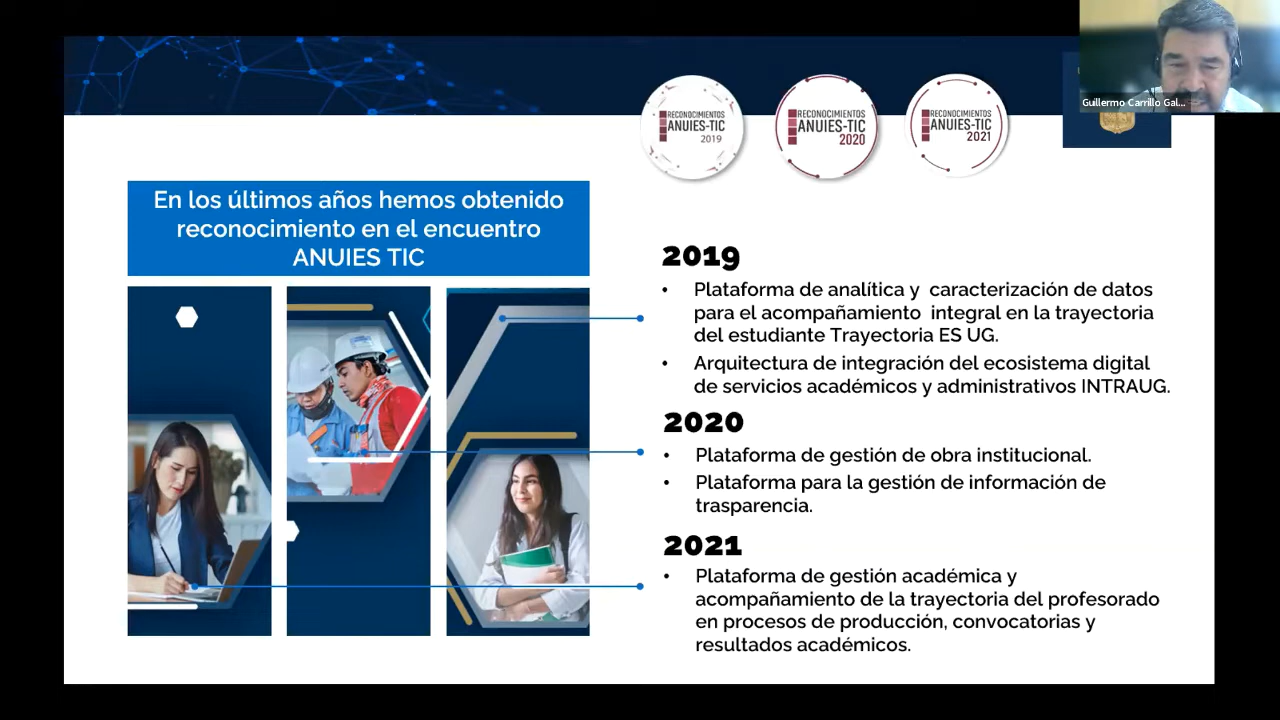 Guillermo Carrillo Gal...
RECONOCIMIENTOS
ANUIES-TIC
2019
RECONOCIMIENTOS
ANUIES-TIC
2020
RECONOCIMIENTOS
ANUIES-TIC
2021
En los últimos años hemos obtenido
reconocimiento en el encuentro
ANUIES TIC
2019
• Plataforma de analítica y caracterización de datos
para el acompañamiento integral en la trayectoria
del estudiante Trayectoria ES UG.
• Arquitectura de integración del ecosistema digital
de servicios académicos y administrativos INTRAUG.
2020
• Plataforma de gestión de obra institucional.
• Plataforma para la gestión de información de
trasparencia.
2021
• Plataforma de gestión académica y
acompañamiento de la trayectoria del profesorado
en procesos de producción, convocatorias y
resultados académicos.